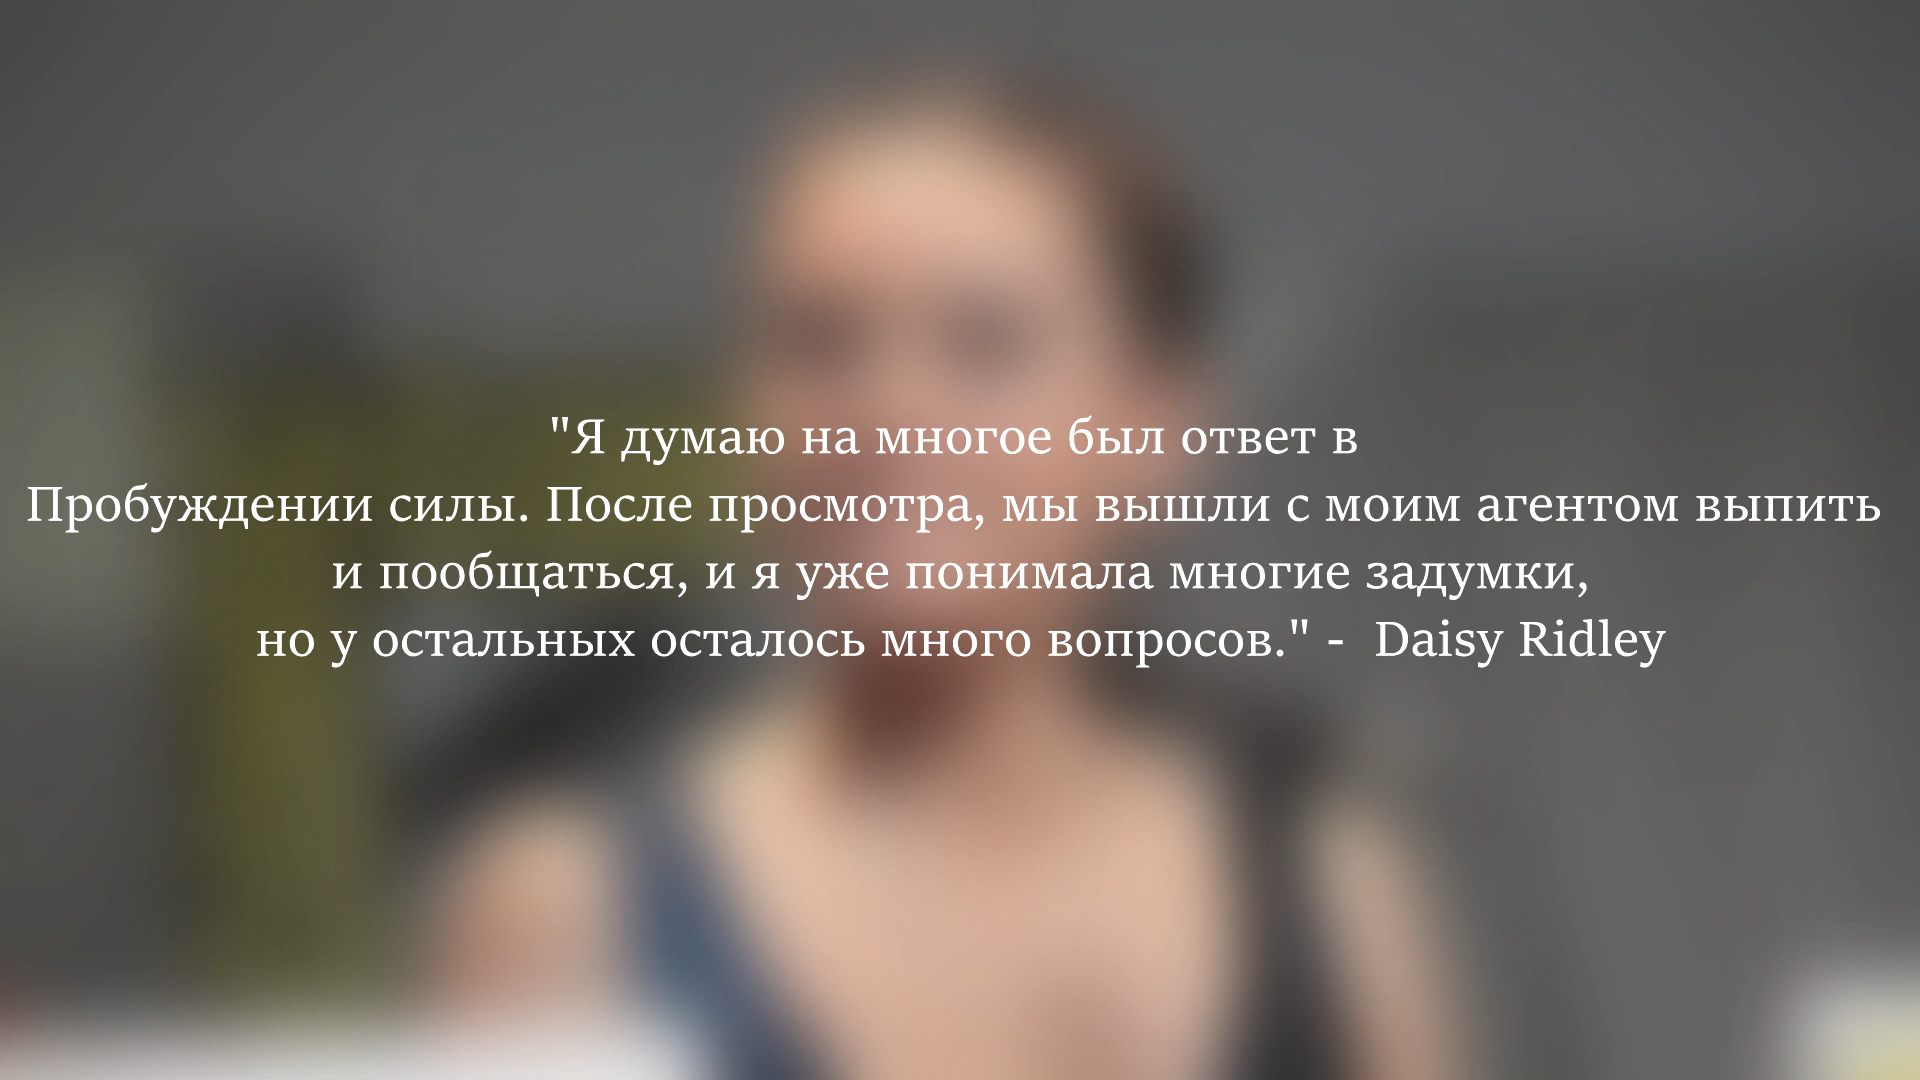 "Я думаю на многое был ответ в
Пробуждении силы. После просмотра, мы вышли с моим агентом выпить
и пообщаться, и я уже понимала многие задумки,
но у остальных осталось много вопросов." - Daisy Ridley